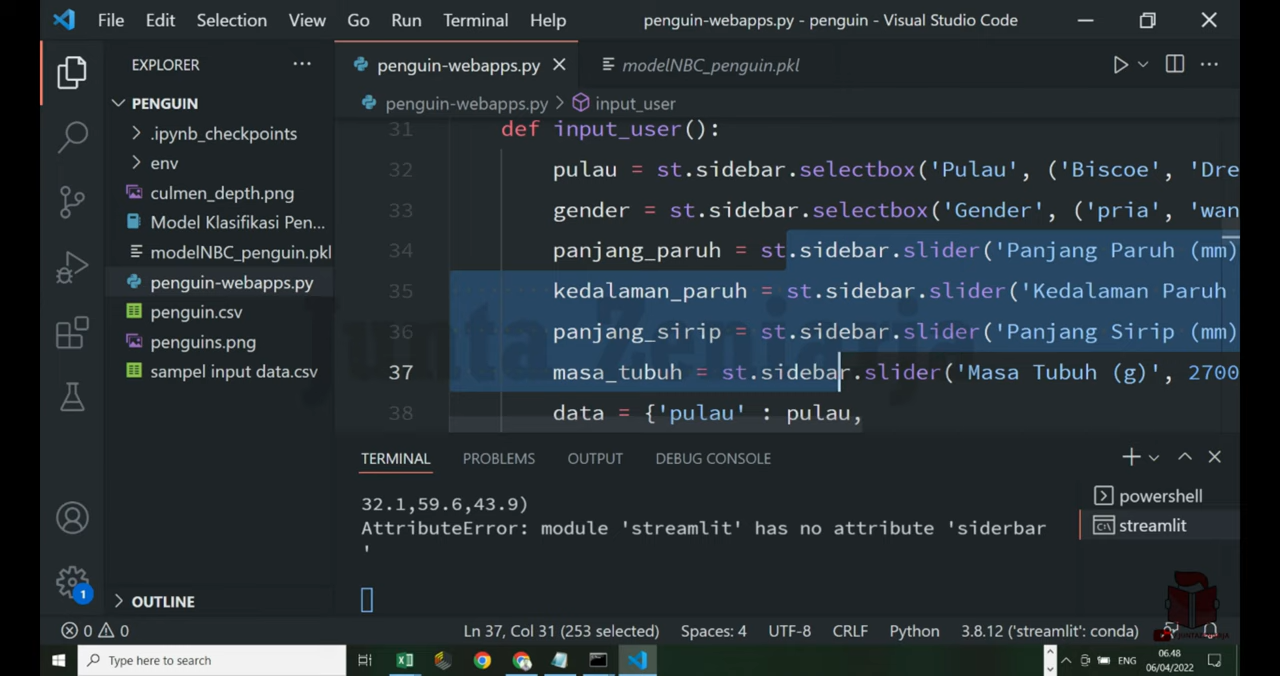 File Edit Selection View Go Run Terminal Help penguin-webapps.py - penguin - Visual Studio Code
EXPLORER
PENGUIN
.ipynb_checkpoints
env
culmen_depth.png
Model Klasifikasi Pen...
modelNBC_penguin.pkl
penguin-webapps.py
penguin.csv
penguins.png
sampel input data.csv
OUTLINE
penguin-webapps.py modelNBC_penguin.pkl
penguin-webapps.py > input_user
31 def input_user():
32 pulau = st.sidebar.selectbox('Pulau', ('Biscoe', 'Dre
33 gender = st.sidebar.selectbox('Gender', ('pria', 'wan
34 panjang_paruh = st.sidebar.slider('Panjang Paruh (mm)
35 kedalaman_paruh = st.sidebar.slider('Kedalaman Paruh
36 panjang_sirip = st.sidebar.slider('Panjang Sirip (mm)
37 masa_tubuh = st.sidebar.slider('Masa Tubuh (g)', 2700
38 data = {'pulau' : pulau,
Junta Zeniarja
TERMINAL PROBLEMS OUTPUT DEBUG CONSOLE
32.1,59.6,43.9)
AttributeError: module 'streamlit' has no attribute 'siderbar
'
powershell
streamlit
1
0 0 Ln 37, Col 31 (253 selected) Spaces: 4 UTF-8 CRLF Python 3.8.12 ('streamlit': conda)
Type here to search
ENG
06.48
06/04/2022